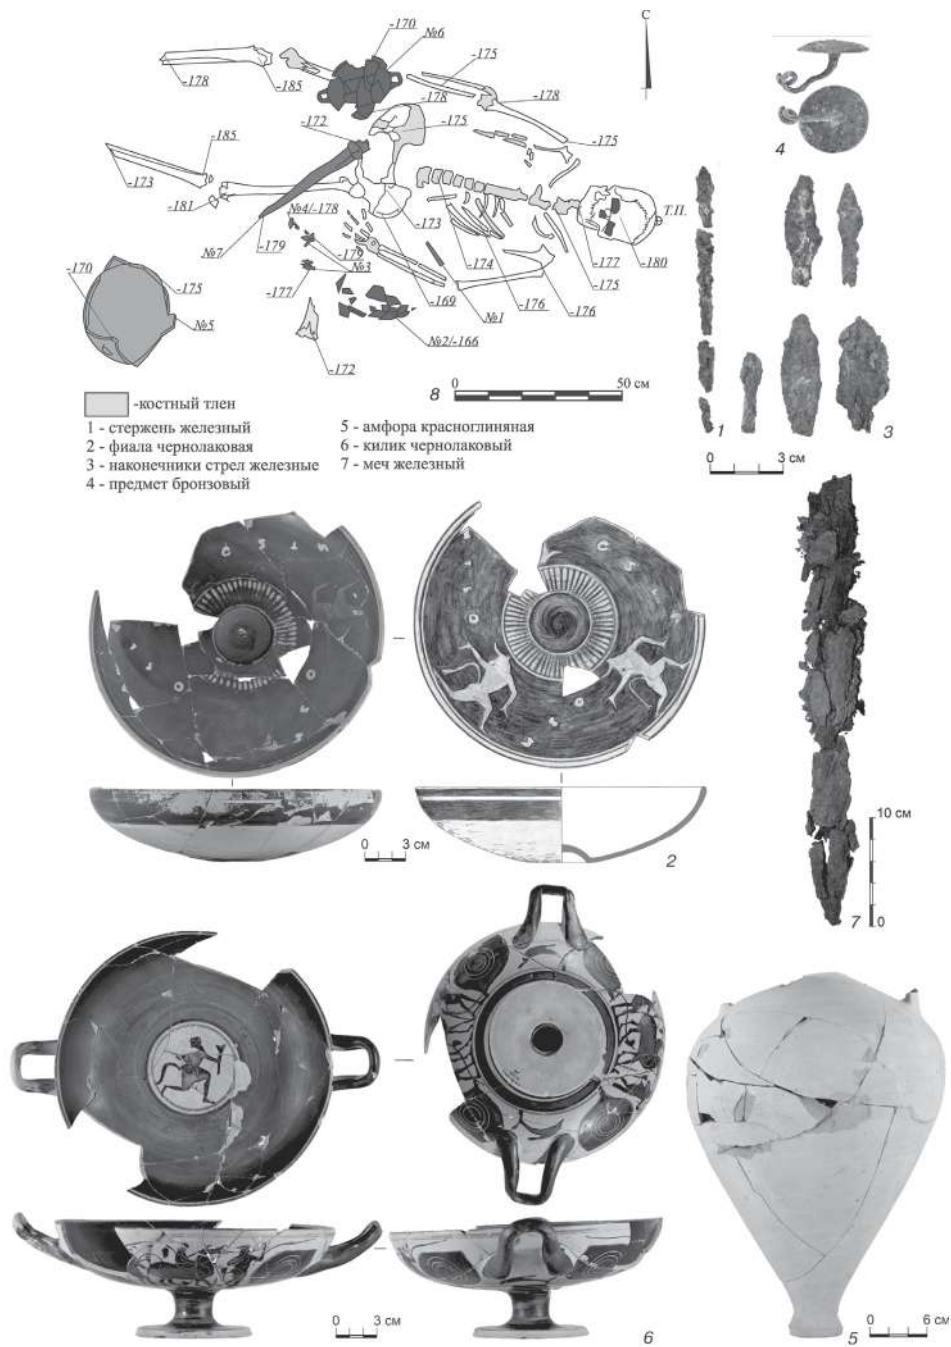 -170
№6
С
-175
-178
-185
-178
-178
-172
-175
-175
-185
-173
-181
№4/-178
-173
Т.П.
4
№7
-179
-179
№3
-174
-177
-180
-170
-175
-177
-169
-176
-175
№5
№1
-176
№2/-166
-172
8
0 50 см
-костный тлен
1 - стержень железный
2 - фиала чернолаковая
3 - наконечники стрел железные
4 - предмет бронзовый
5 - амфора красноглиняная
6 - килик чернолаковый
7 - меч железный
1
3
0 3 см
10 см
0
7
0 3 см
2
0 3 см
6
5
0 6 см